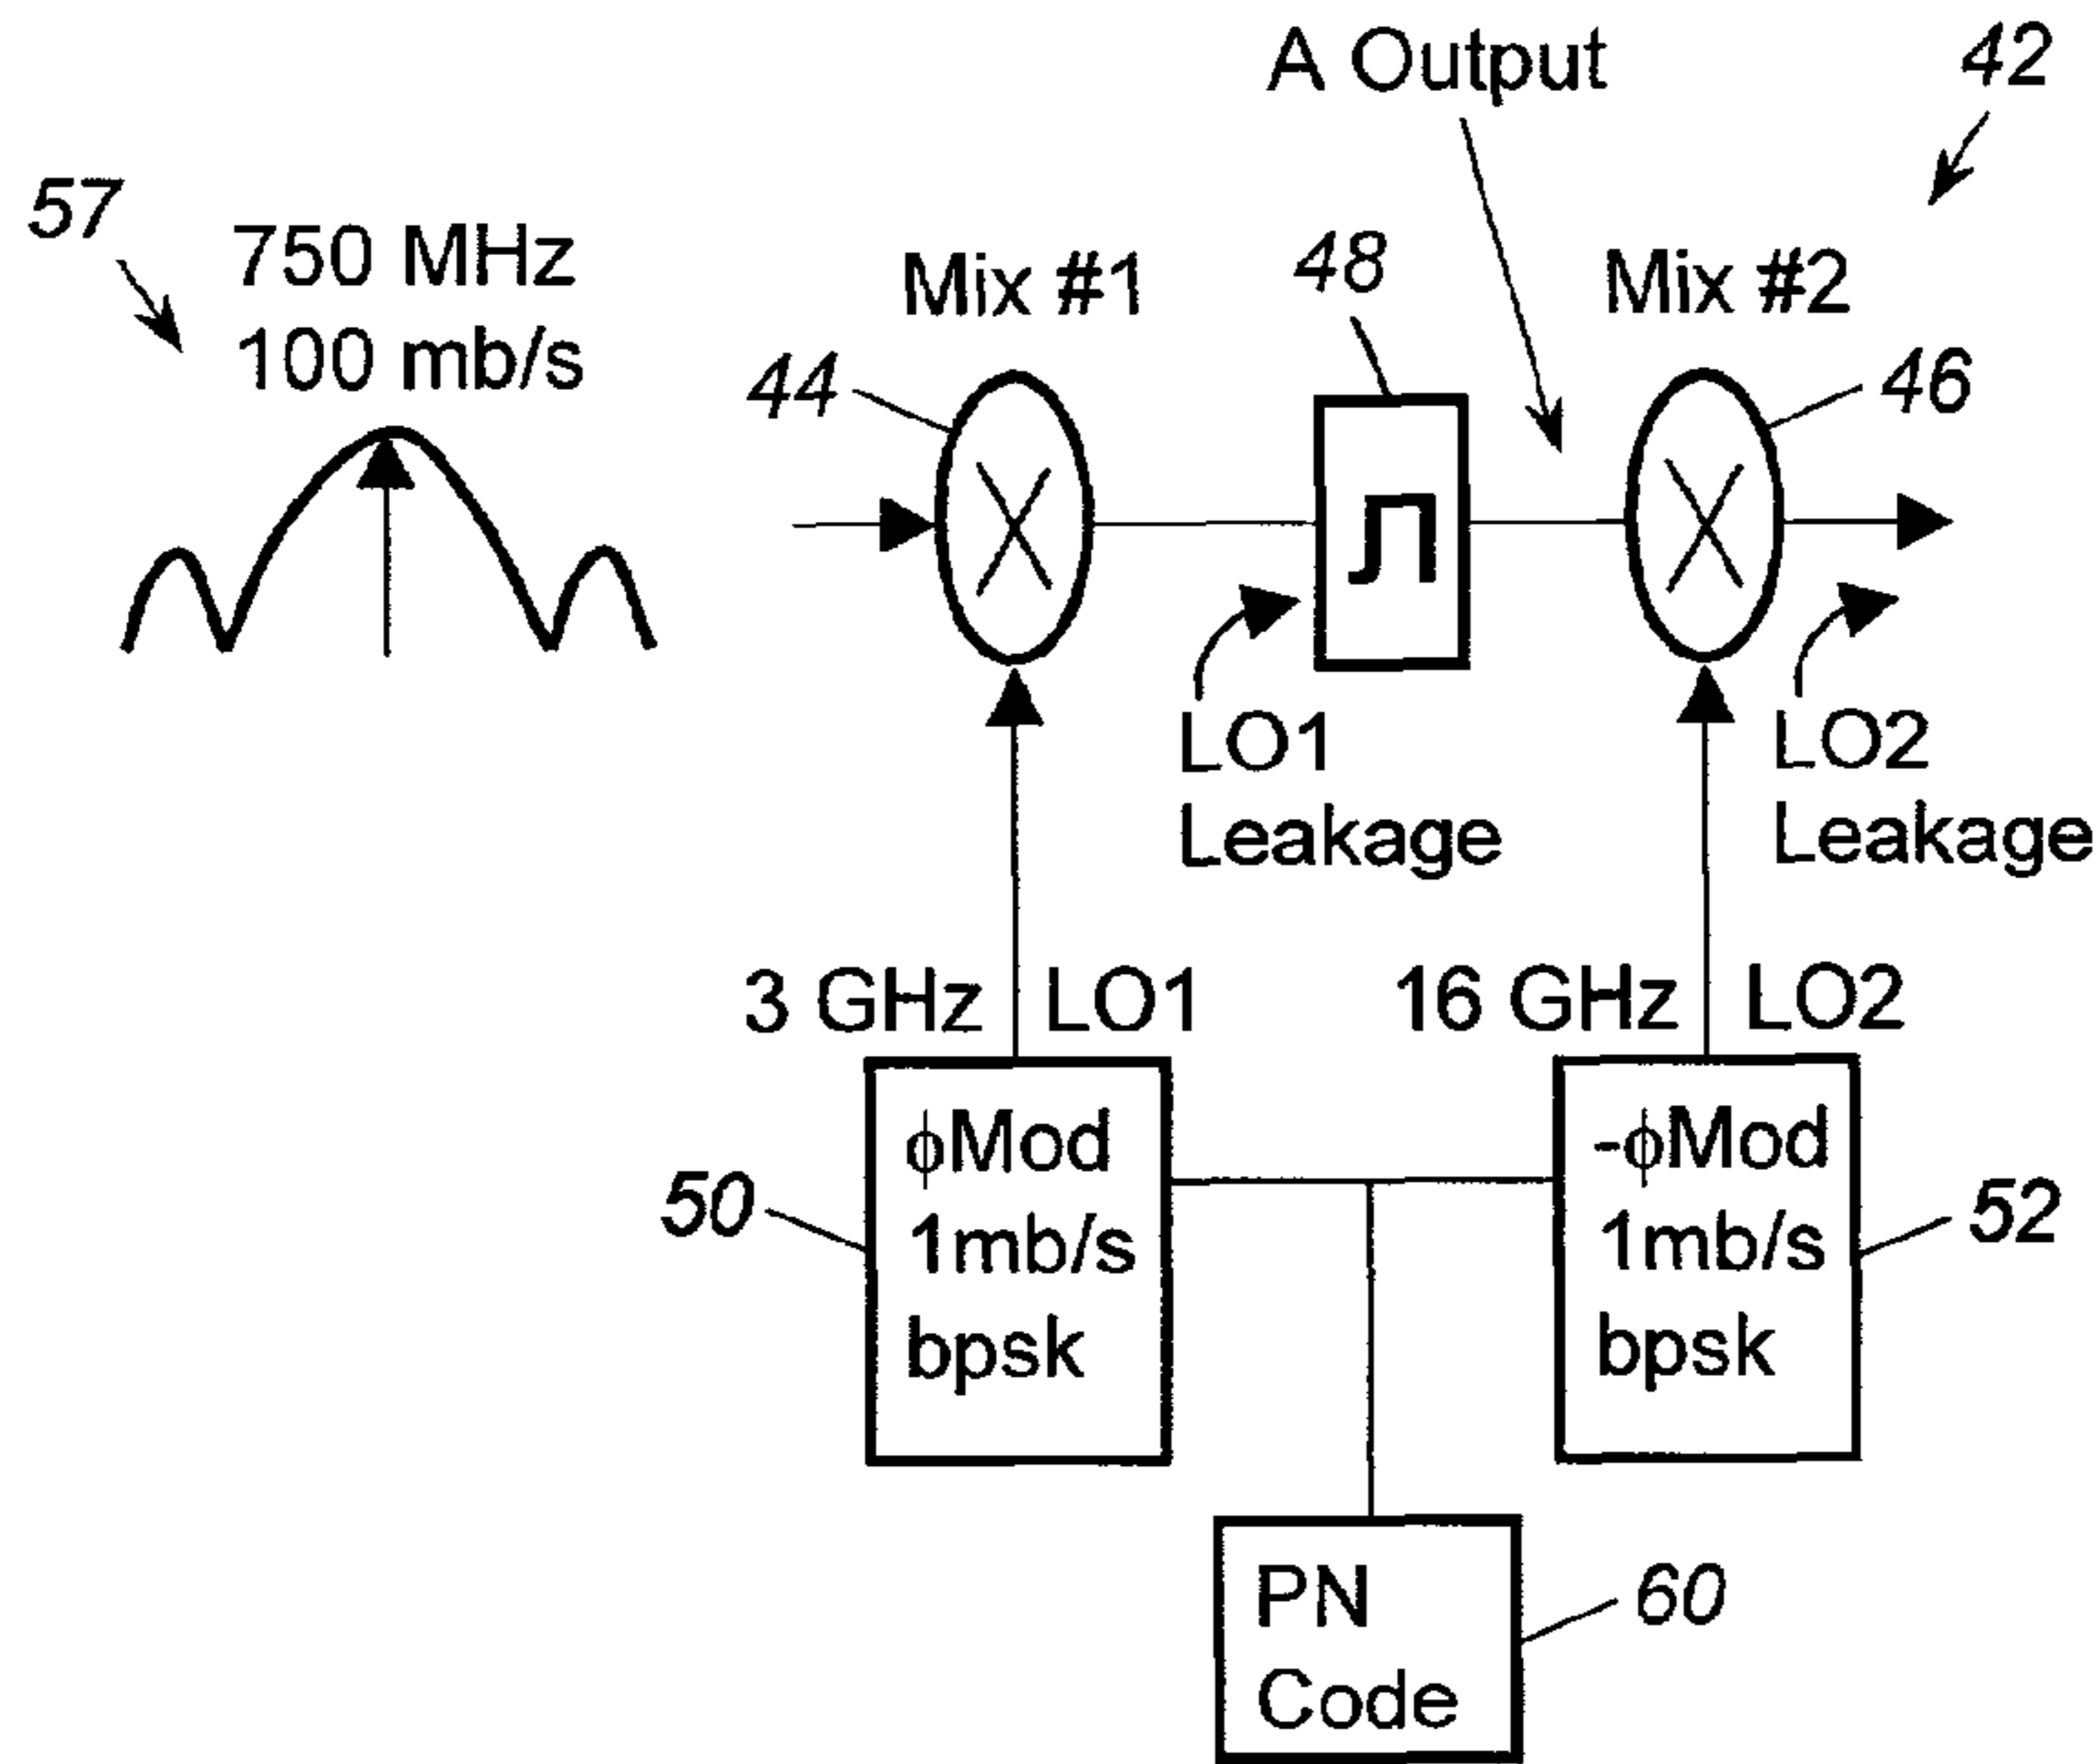 A Output
42
57
750 MHz
100 mb/s
Mix #1
48
Mix #2
44
46
X
X
LO1
Leakage
LO2
Leakage
3 GHz LO1
16 GHz LO2
ϕMod
1mb/s
bpsk
-ϕMod
1mb/s
bpsk
50
52
PN
Code
60